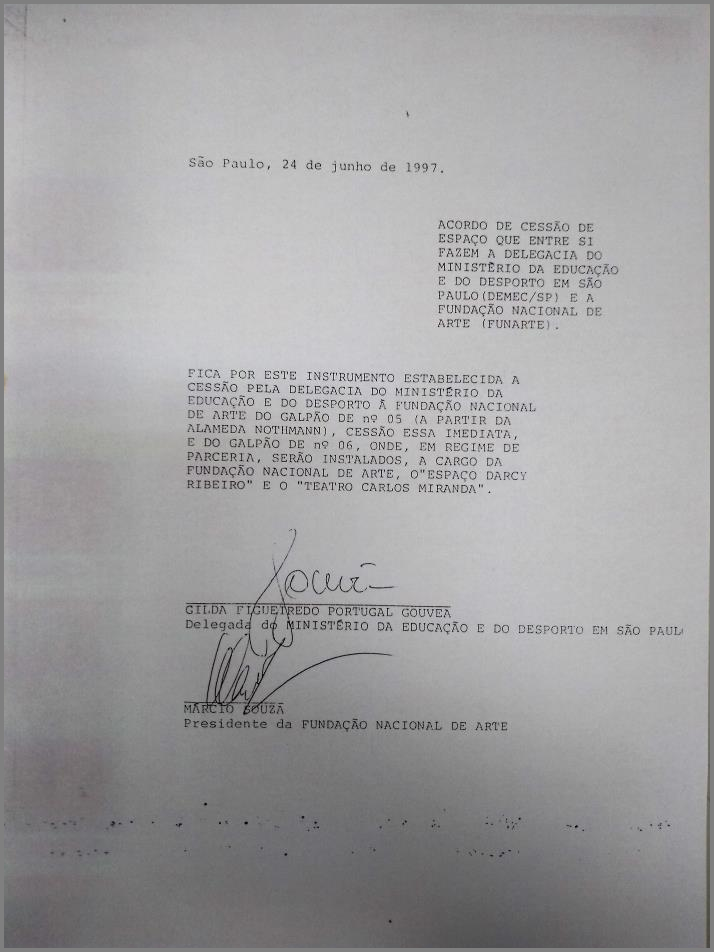 São Paulo, 24 de junho de 1997.
ACORDO DE CESSÃO DE
ESPAÇO QUE ENTRE SI
FAZEM A DELEGACIA DO
MINISTÉRIO DA EDUCAÇÃO
E DO DESPORTO EM SÃO
PAULO(DEMEC/SP) E A
FUNDAÇÃO NACIONAL DE
ARTE (FUNARTE).
FICA POR ESTE INSTRUMENTO ESTABELECIDA A
CESSÃO PELA DELEGACIA DO MINISTÉRIO DA
EDUCAÇÃO E DO DESPORTO À FUNDAÇÃO NACIONAL
DE ARTE DO GALPÃO DE nº 05 (A PARTIR DA
ALAMEDA NOTHMANN), CESSÃO ESSA IMEDIATA,
E DO GALPÃO DE nº 06, ONDE, EM REGIME DE
PARCERIA, SERÃO INSTALADOS, A CARGO DA
FUNDAÇÃO NACIONAL DE ARTE, O"ESPAÇO DARCY
RIBEIRO" E O "TEATRO CARLOS MIRANDA".
GILDA FIGUEIREDO PORTUGAL GOUVEA
Delegada do MINISTÉRIO DA EDUCAÇÃO E DO DESPORTO EM SÃO PAUL
MÁRCIO SOUZA
Presidente da FUNDAÇÃO NACIONAL DE ARTE